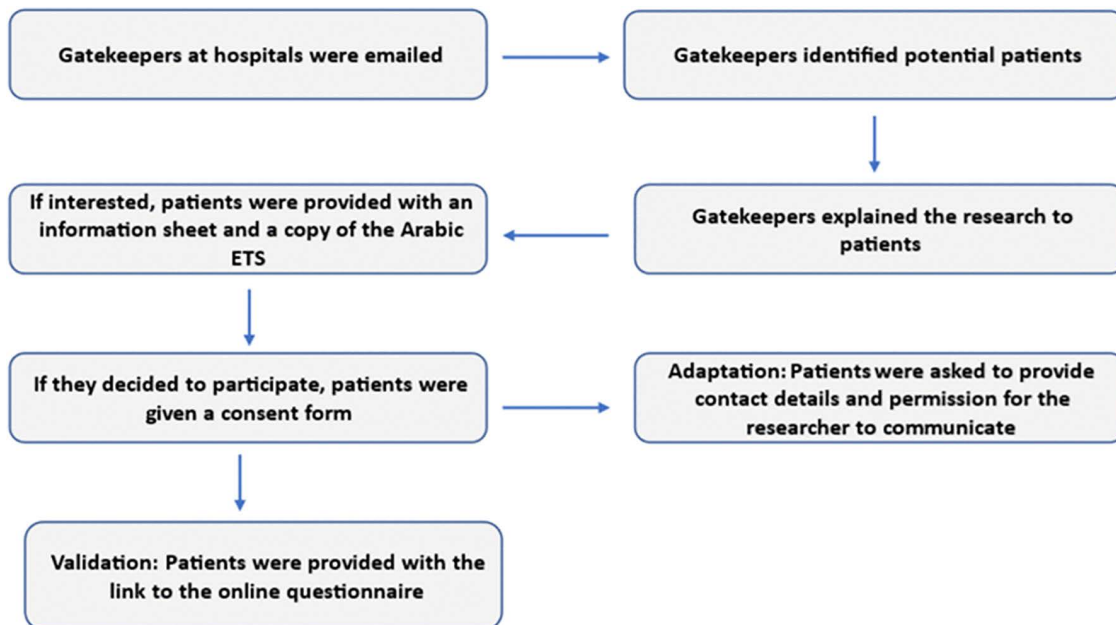 Gatekeepers at hospitals were emailed
Gatekeepers identified potential patients
Gatekeepers explained the research to
patients
If interested, patients were provided with an
information sheet and a copy of the Arabic
ETS
If they decided to participate, patients were
given a consent form
Adaptation: Patients were asked to provide
contact details and permission for the
researcher to communicate
Validation: Patients were provided with the
link to the online questionnaire